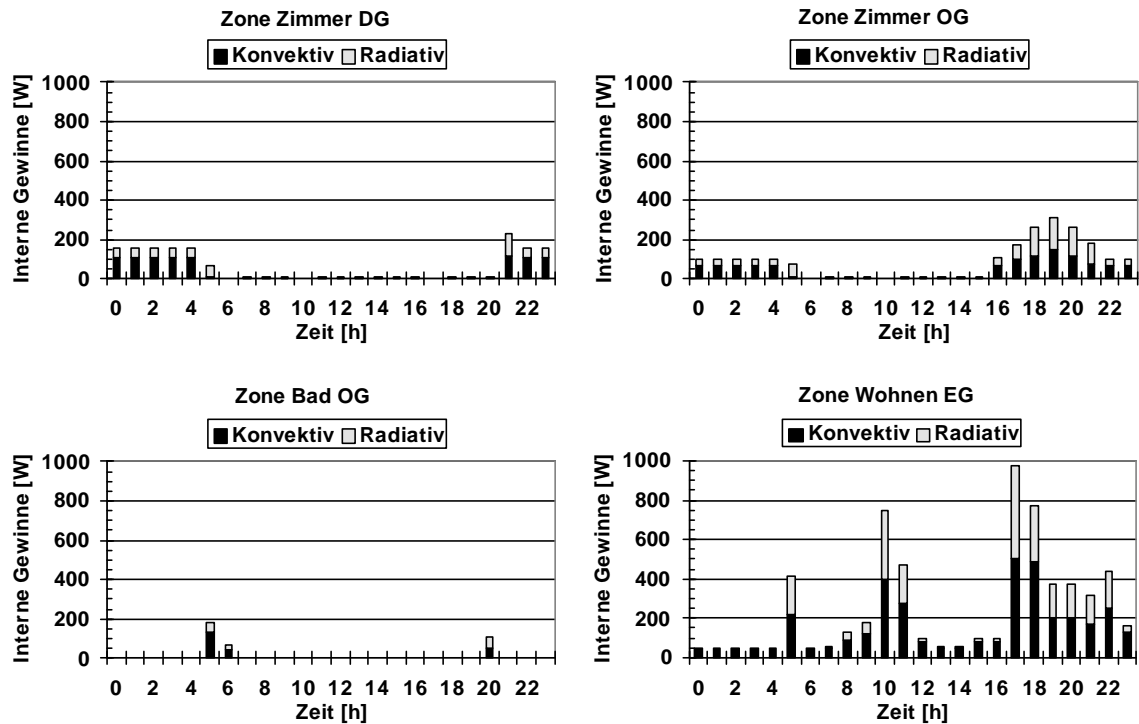 Zone Zimmer DG
Konvektiv Radiativ
Interne Gewinne [W]
1000
800
600
400
200
0
0 2 4 6 8 10 12 14 16 18 20 22
Zeit [h]
Zone Zimmer OG
Konvektiv Radiativ
Interne Gewinne [W]
1000
800
600
400
200
0
0 2 4 6 8 10 12 14 16 18 20 22
Zeit [h]
Zone Bad OG
Konvektiv Radiativ
Interne Gewinne [W]
1000
800
600
400
200
0
0 2 4 6 8 10 12 14 16 18 20 22
Zeit [h]
Zone Wohnen EG
Konvektiv Radiativ
Interne Gewinne [W]
1000
800
600
400
200
0
0 2 4 6 8 10 12 14 16 18 20 22
Zeit [h]